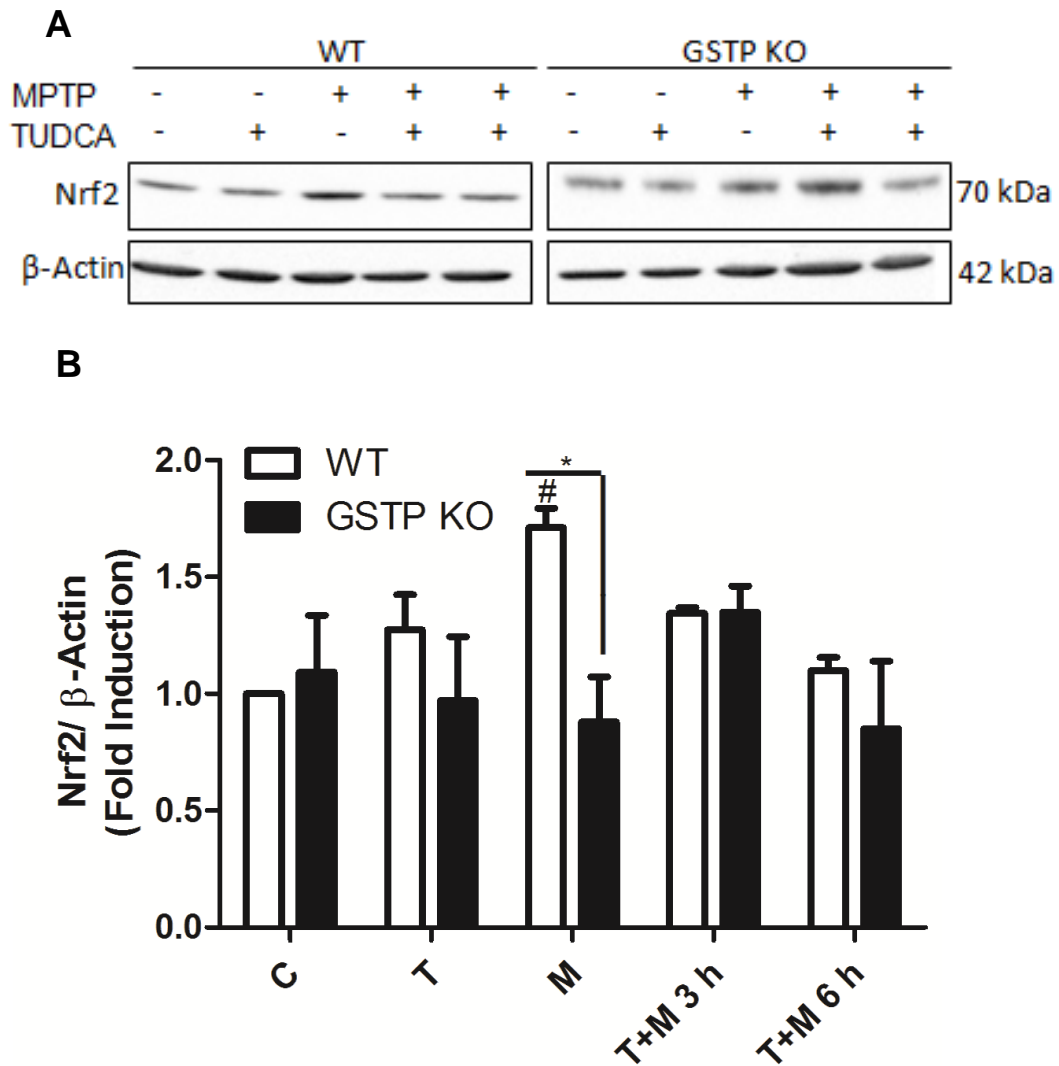 A
WT GSTP KO
MPTP - - + + + - - + + +
TUDCA - + - + + - + - + +
Nrf2 70 kDa
β-Actin 42 kDa
B
2.0
1.5
1.0
0.5
0.0
Nrf2/ β-Actin
(Fold Induction)
WT
GSTP KO
*
#
C T M T+M 3 h T+M 6 h